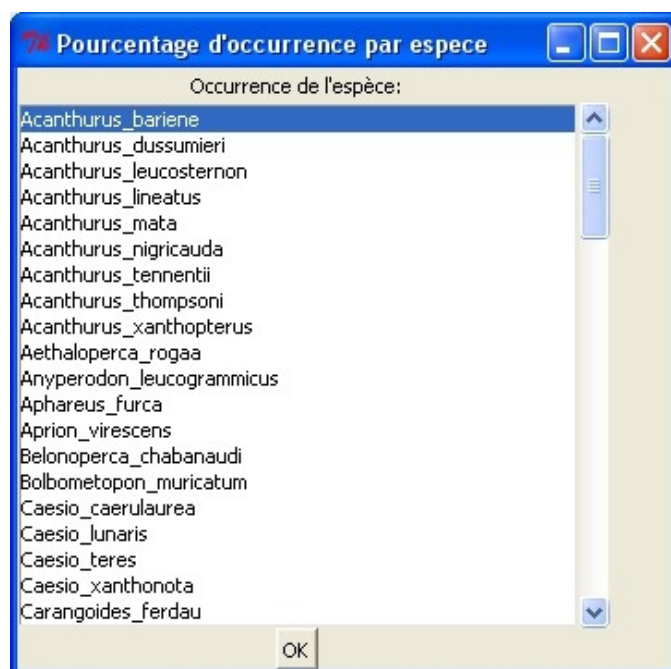 Pourcentage d'occurrence par espece
Occurrence de l'espèce:
Acanthurus_bariene
Acanthurus_dussumieri
Acanthurus_leucosternon
Acanthurus_lineatus
Acanthurus_mata
Acanthurus_nigricauda
Acanthurus_tennentii
Acanthurus_thompsoni
Acanthurus_xanthopterus
Aethaloperca_rogaa
Anyperodon_leucogrammicus
Aphareus_furca
Aprion_virescens
Belonoperca_chabanaudi
Bolbometopon_muricatum
Caesio_caerulaurea
Caesio_lunaris
Caesio_teres
Caesio_xanthonota
Carangoides_ferdau
OK